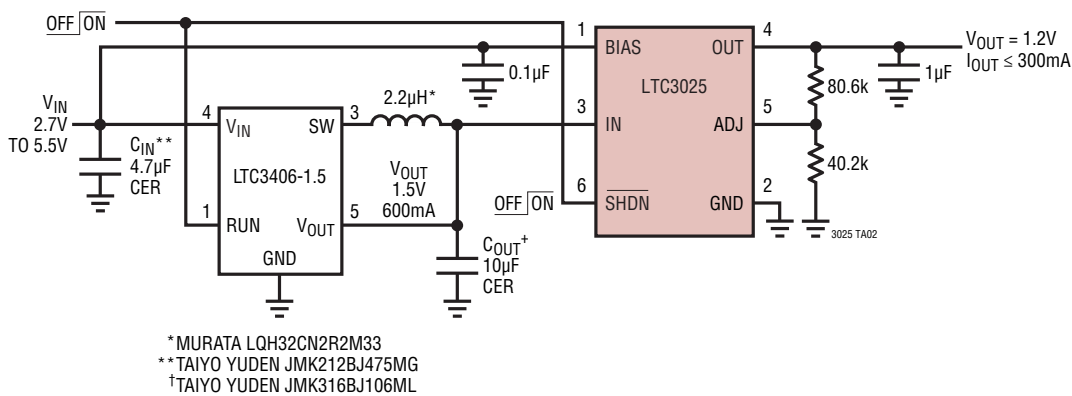 OFF ON
BIAS
1
OUT
4
VOUT = 1.2V
IOUT ≤ 300mA
0.1µF
1µF
80.6k
LTC3025
2.2µH*
VIN
2.7V
TO 5.5V
4
VIN
SW
3
3
IN
ADJ
5
CIN**
4.7µF
CER
LTC3406-1.5
VOUT
1.5V
600mA
40.2k
OFF ON
6
SHDN
GND
2
1
RUN
VOUT
5
3025 TA02
GND
COUT+
10µF
CER
*MURATA LQH32CN2R2M33
**TAIYO YUDEN JMK212BJ475MG
†TAIYO YUDEN JMK316BJ106ML